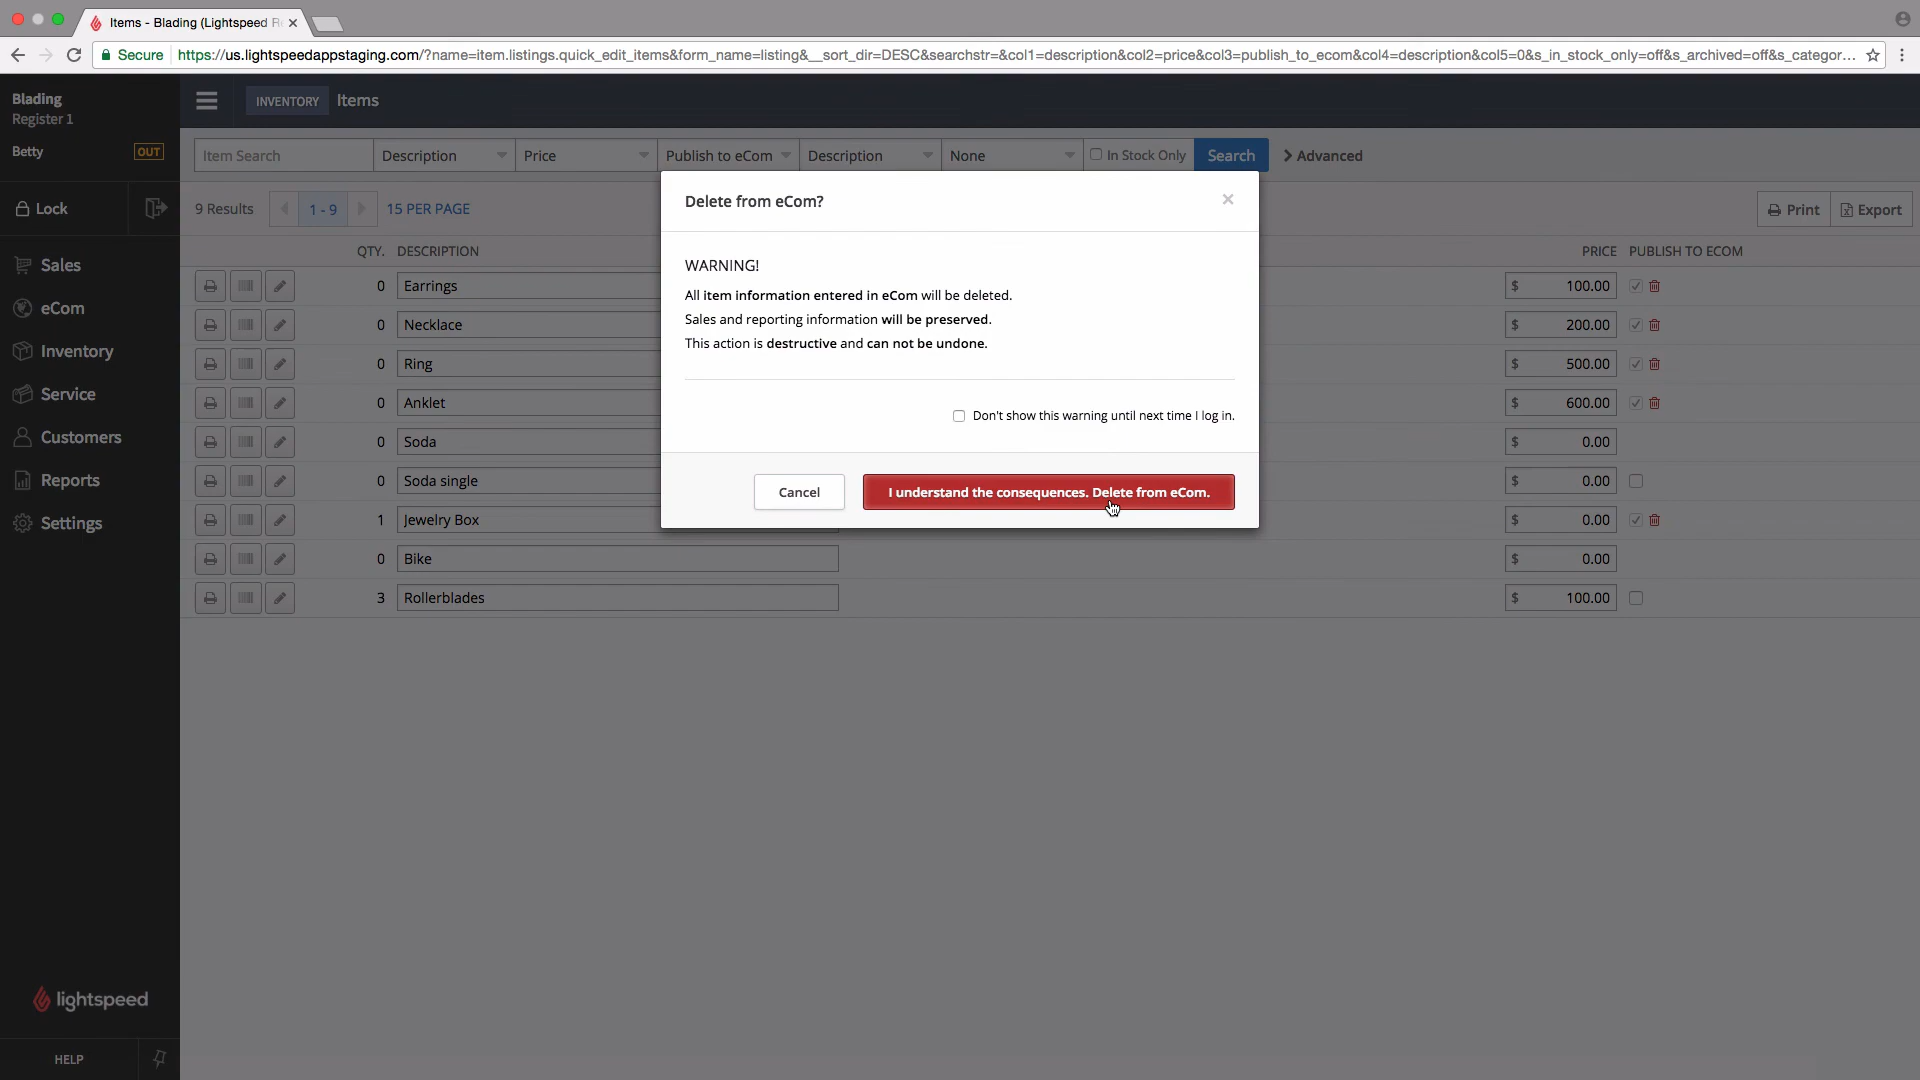 Items - Blading (Lightspeed R
Secure https://us.lightspeedappstaging.com/?name=item.listings.quick_edit_items&form_name=listing&__sort_dir=DESC&searchstr=&col1=description&col2=price&col3=publish_to_ecom&col4=description&col5=0&s_in_stock_only=off&s_archived=off&s_categor...
Blading
Register 1
Betty OUT
Lock
Sales
eCom
Inventory
Service
Customers
Reports
Settings
lightspeed
HELP
INVENTORY Items
Item Search Description Price Publish to eCom Description None In Stock Only Search Advanced
9 Results 1 - 9 15 PER PAGE Print Export
QTY. DESCRIPTION PRICE PUBLISH TO ECOM
0 Earrings $ 100.00
0 Necklace $ 200.00
0 Ring $ 500.00
0 Anklet $ 600.00
0 Soda $ 0.00
0 Soda single $ 0.00
1 Jewelry Box $ 0.00
0 Bike $ 0.00
3 Rollerblades $ 100.00
Delete from eCom?
WARNING!
All item information entered in eCom will be deleted.
Sales and reporting information will be preserved.
This action is destructive and can not be undone.
Don't show this warning until next time I log in.
Cancel I understand the consequences. Delete from eCom.